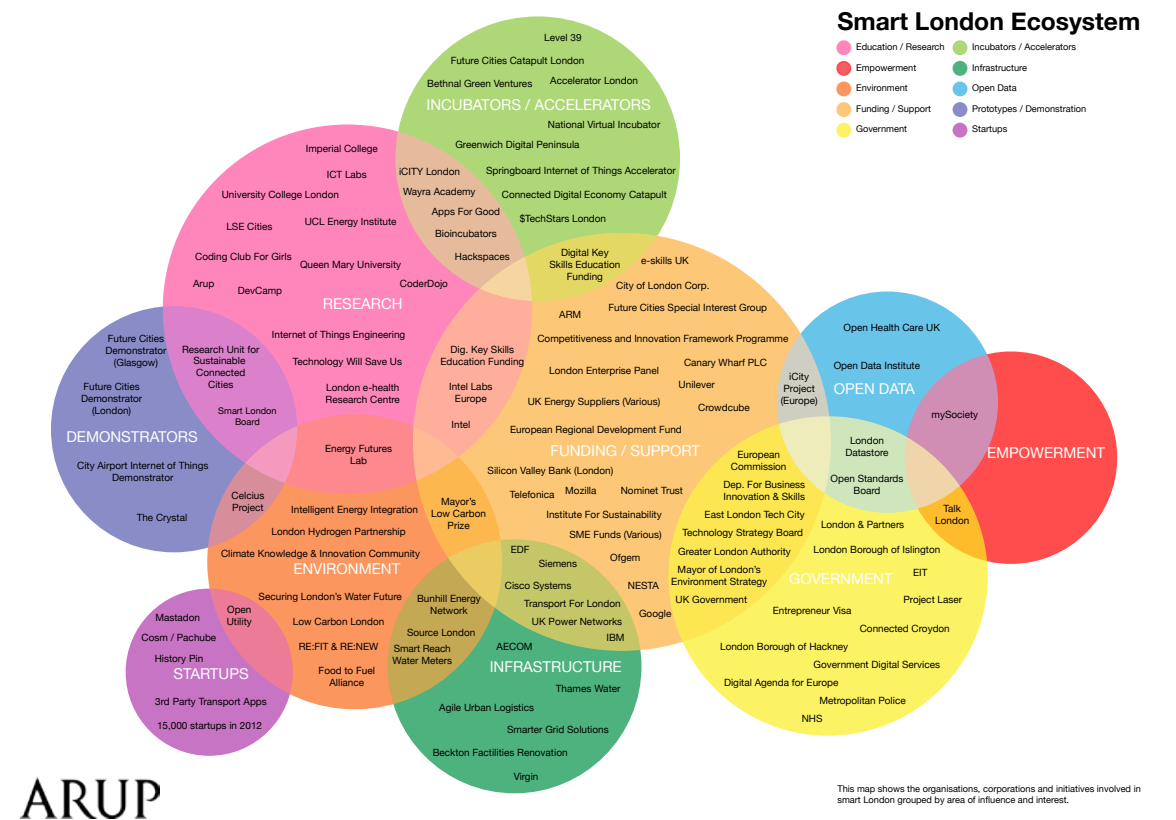 Smart London Ecosystem
Education / Research
Incubators / Accelerators
Empowerment
Infrastructure
Environment
Open Data
Funding / Support
Prototypes / Demonstration
Government
Startups
Level 39
Future Cities Catapult London
Bethnal Green Ventures
Accelerator London
INCUBATORS / ACCELERATORS
National Virtual Incubator
Greenwich Digital Peninsula
Springboard Internet of Things Accelerator
Connected Digital Economy Catapult
$TechStars London
iCITY London
Wayra Academy
Apps For Good
Bioincubators
Hackspaces
Imperial College
ICT Labs
University College London
LSE Cities
UCL Energy Institute
Coding Club For Girls
Queen Mary University
Arup
DevCamp
CoderDojo
RESEARCH
Internet of Things Engineering
Technology Will Save Us
London e-health
Research Centre
Digital Key
Skills Education
Funding
e-skills UK
City of London Corp.
Future Cities Special Interest Group
ARM
Competitiveness and Innovation Framework Programme
Dig. Key Skills
Education Funding
Intel Labs
Europe
Intel
London Enterprise Panel
Canary Wharf PLC
Unilever
UK Energy Suppliers (Various)
Crowdcube
European Regional Development Fund
FUNDING / SUPPORT
Silicon Valley Bank (London)
Telefonica
Mozilla
Nominet Trust
Institute For Sustainability
SME Funds (Various)
Ofgem
NESTA
Google
iCity
Project
(Europe)
Open Health Care UK
Open Data Institute
OPEN DATA
mySociety
EMPOWERMENT
London
Datastore
Open Standards
Board
Talk
London
European
Commission
Dep. For Business
Innovation & Skills
East London Tech City
Technology Strategy Board
Greater London Authority
Mayor of London's
Environment Strategy
UK Government
London & Partners
London Borough of Islington
GOVERNMENT
EIT
Project Laser
Entrepreneur Visa
Connected Croydon
London Borough of Hackney
Government Digital Services
Digital Agenda for Europe
Metropolitan Police
NHS
Future Cities
Demonstrator
(Glasgow)
Future Cities
Demonstrator
(London)
DEMONSTRATORS
City Airport Internet of Things
Demonstrator
The Crystal
Research Unit for
Sustainable
Connected
Cities
Smart London
Board
Energy Futures
Lab
Celcius
Project
Mayor's
Low Carbon
Prize
Intelligent Energy Integration
London Hydrogen Partnership
Climate Knowledge & Innovation Community
ENVIRONMENT
Securing London's Water Future
Low Carbon London
RE:FIT & RE:NEW
Food to Fuel
Alliance
Open
Utility
Mastadon
Cosm / Pachube
History Pin
STARTUPS
3rd Party Transport Apps
15,000 startups in 2012
Bunhill Energy
Network
Source London
Smart Reach
Water Meters
EDF
Siemens
Cisco Systems
Transport For London
UK Power Networks
IBM
AECOM
INFRASTRUCTURE
Thames Water
Agile Urban Logistics
Smarter Grid Solutions
Beckton Factilities Renovation
Virgin
ARUP
This map shows the organisations, corporations and initiatives involved in
smart London grouped by area of influence and interest.